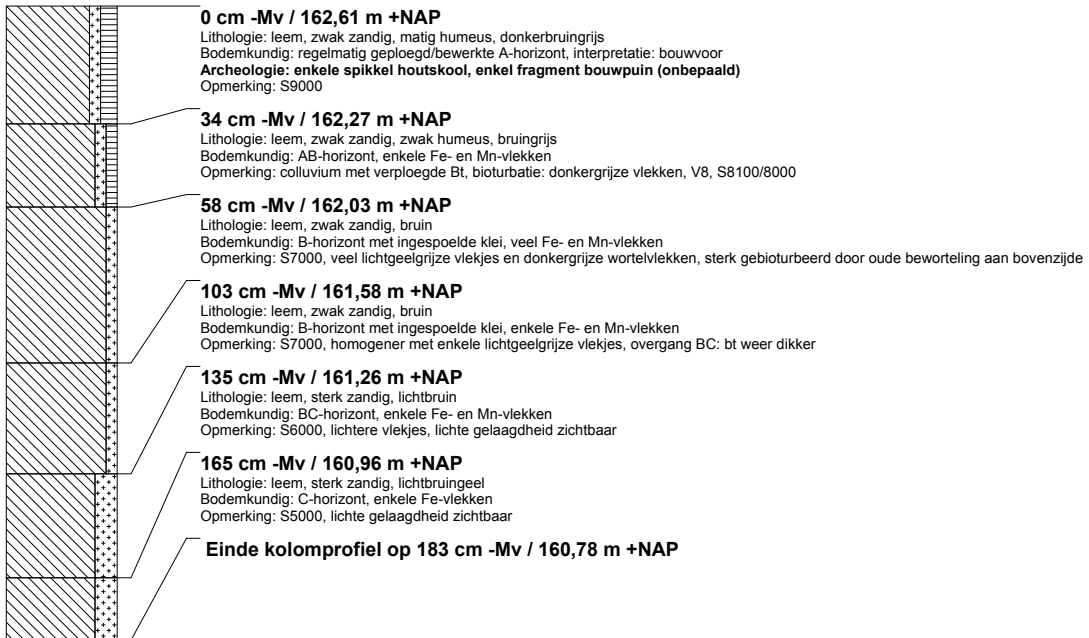 0 cm -Mv / 162,61 m +NAP
Lithologie: leem, zwak zandig, matig humeus, donkerbruingrijs
Bodemkundig: regelmatig geploegd/bewerkte A-horizont, interpretatie: bouwvoor
Archeologie: enkele spikkel houtskool, enkel fragment bouwpuin (onbepaald)
Opmerking: S9000
34 cm -Mv / 162,27 m +NAP
Lithologie: leem, zwak zandig, zwak humeus, bruingrijs
Bodemkundig: AB-horizont, enkele Fe- en Mn-vlekken
Opmerking: colluvium met verploegde Bt, bioturbatie: donkergrijze vlekken, V8, S8100/8000
58 cm -Mv / 162,03 m +NAP
Lithologie: leem, zwak zandig, bruin
Bodemkundig: B-horizont met ingespoelde klei, veel Fe- en Mn-vlekken
Opmerking: S7000, veel lichtgeelgrijze vlekjes en donkergrijze wortelvlekken, sterk gebioturbeerd door oude beworteling aan bovenzijde
103 cm -Mv / 161,58 m +NAP
Lithologie: leem, zwak zandig, bruin
Bodemkundig: B-horizont met ingespoelde klei, enkele Fe- en Mn-vlekken
Opmerking: S7000, homogener met enkele lichtgeelgrijze vlekjes, overgang BC: bt weer dikker
135 cm -Mv / 161,26 m +NAP
Lithologie: leem, sterk zandig, lichtbruin
Bodemkundig: BC-horizont, enkele Fe- en Mn-vlekken
Opmerking: S6000, lichtere vlekjes, lichte gelaagdheid zichtbaar
165 cm -Mv / 160,96 m +NAP
Lithologie: leem, sterk zandig, lichtbruingeel
Bodemkundig: C-horizont, enkele Fe-vlekken
Opmerking: S5000, lichte gelaagdheid zichtbaar
Einde kolomprofiel op 183 cm -Mv / 160,78 m +NAP